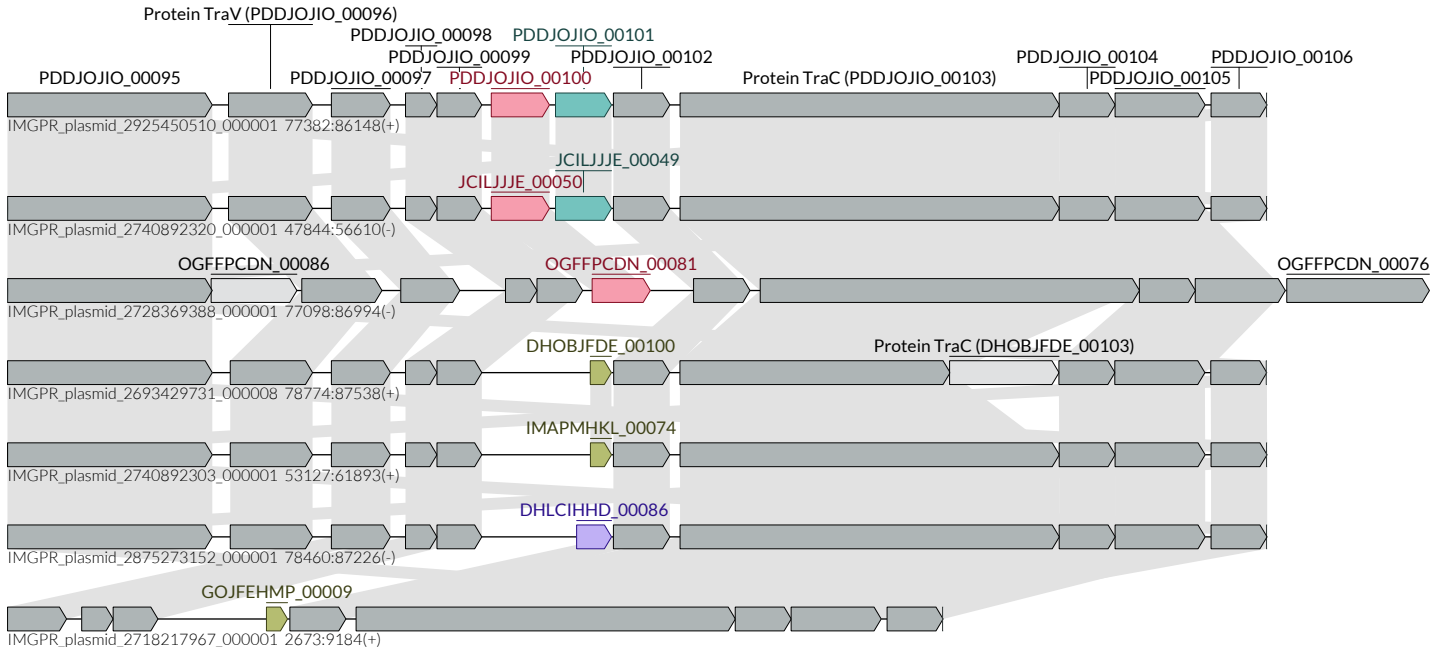 Protein TraV (PDDJOJIO_00096)
PDDJOJIO_00098 PDDJOJIO_00101
PDDJOJIO_00099 PDDJOJIO_00102 PDDJOJIO_00104 PDDJOJIO_00106
PDDJOJIO_00095 PDDJOJIO_00097 PDDJOJIO_00100 Protein TraC (PDDJOJIO_00103) PDDJOJIO_00105
IMGPR_plasmid_2925450510_000001 77382:86148(+)
JCILJJJE_00049
JCILJJJE_00050
IMGPR_plasmid_2740892320_000001 47844:56610(-)
OGFFPCDN_00086 OGFFPCDN_00081 OGFFPCDN_00076
IMGPR_plasmid_2728369388_000001 77098:86994(-)
DHOBJFDE_00100 Protein TraC (DHOBJFDE_00103)
IMGPR_plasmid_2693429731_000008 78774:87538(+)
IMAPMHKL_00074
IMGPR_plasmid_2740892303_000001 53127:61893(+)
DHLCIHHD_00086
IMGPR_plasmid_2875273152_000001 78460:87226(-)
GOJFEHMP_00009
IMGPR_plasmid_2718217967_000001 2673:9184(+)